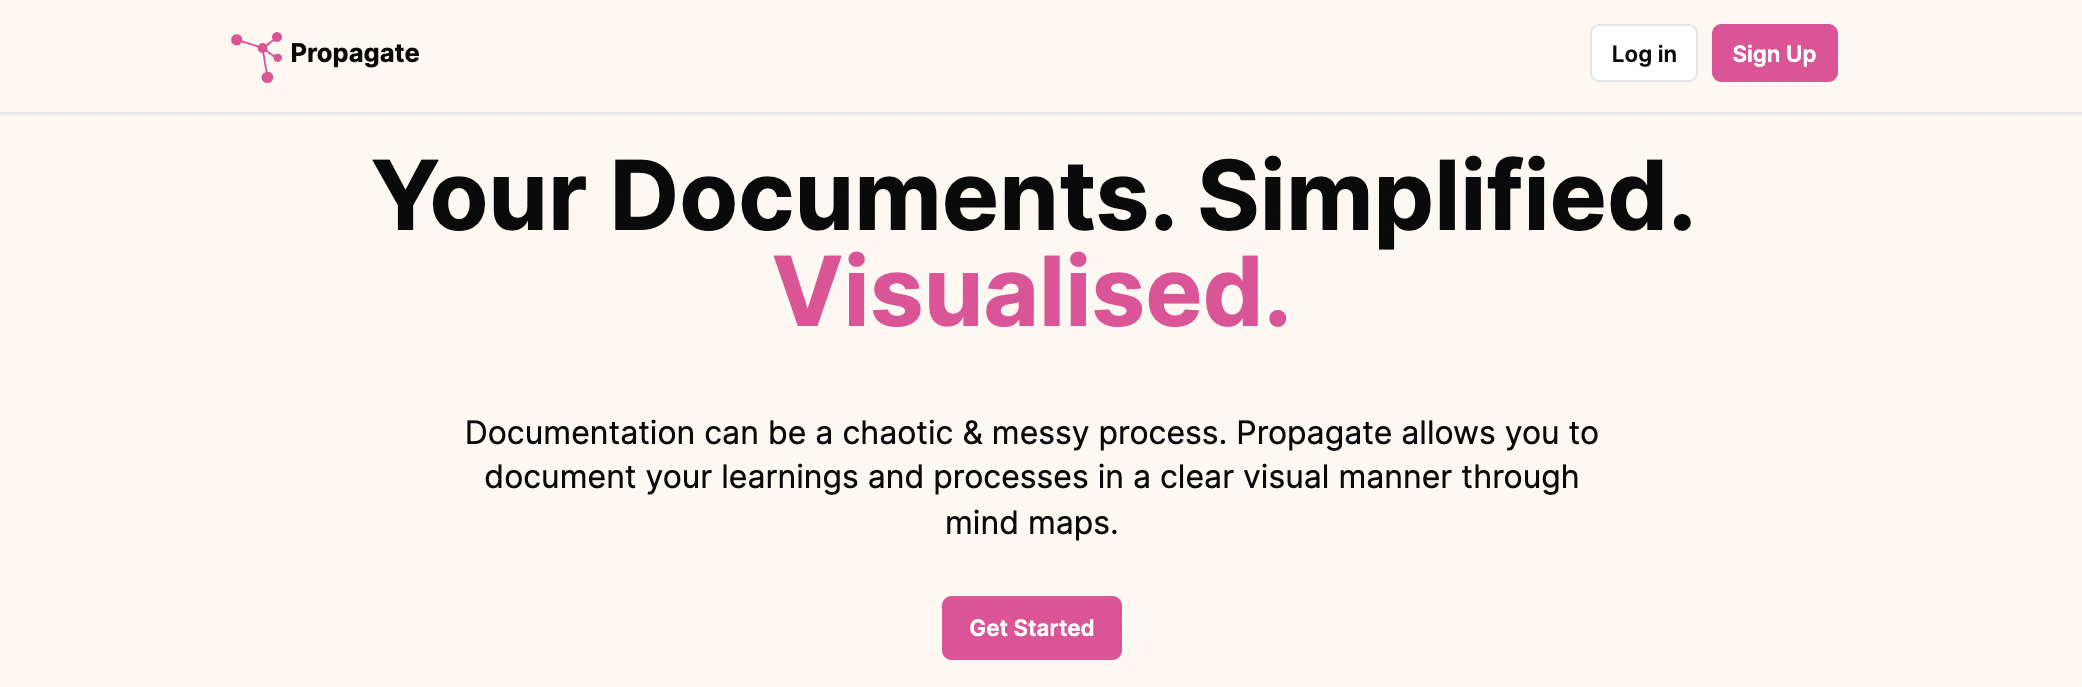 Propagate
Log in
Sign Up
Your Documents. Simplified.
Visualised.
Documentation can be a chaotic & messy process. Propagate allows you to
document your learnings and processes in a clear visual manner through
mind maps.
Get Started